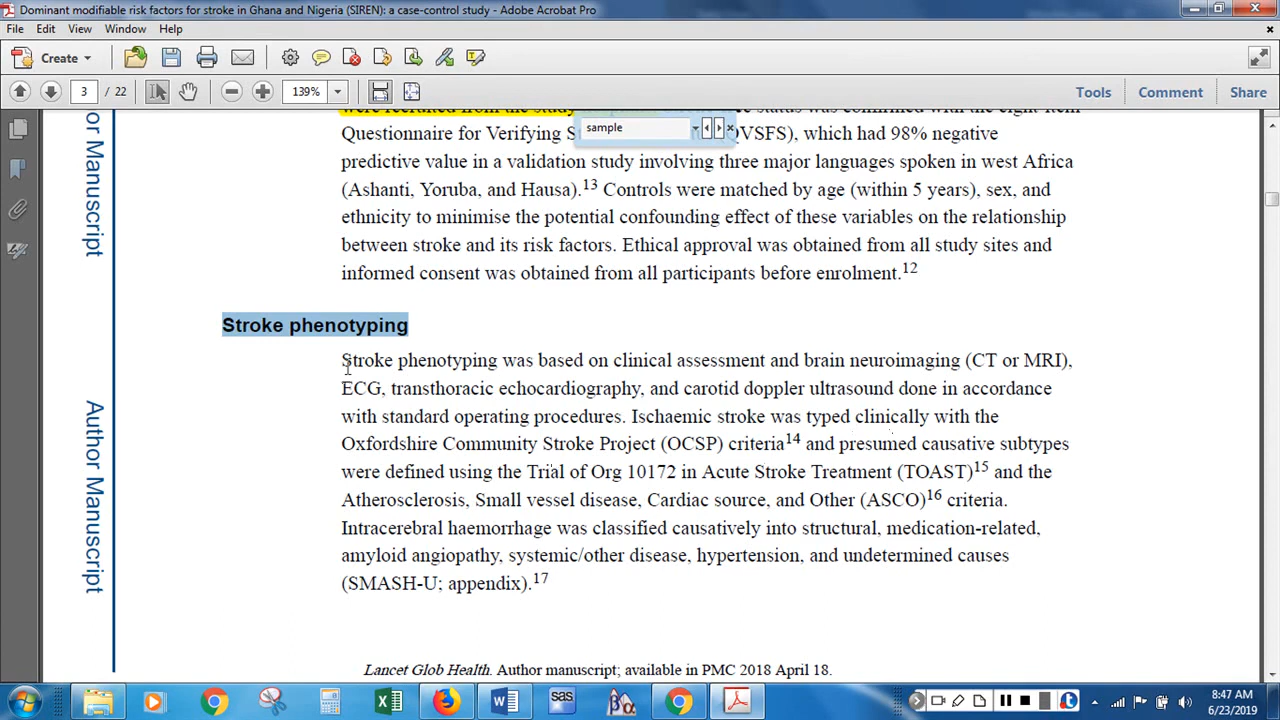 Dominant modifiable risk factors for stroke in Ghana and Nigeria (SIREN): a case-control study - Adobe Acrobat Pro
File Edit View Window Help
Create
3 / 22 139% Tools Comment Share
were recruited from the study
sample
Questionnaire for Verifying S QVSFS), which had 98% negative
predictive value in a validation study involving three major languages spoken in west Africa
(Ashanti, Yoruba, and Hausa).13 Controls were matched by age (within 5 years), sex, and
ethnicity to minimise the potential confounding effect of these variables on the relationship
between stroke and its risk factors. Ethical approval was obtained from all study sites and
informed consent was obtained from all participants before enrolment.12
Stroke phenotyping
Stroke phenotyping was based on clinical assessment and brain neuroimaging (CT or MRI),
ECG, transthoracic echocardiography, and carotid doppler ultrasound done in accordance
with standard operating procedures. Ischaemic stroke was typed clinically with the
Oxfordshire Community Stroke Project (OCSP) criteria14 and presumed causative subtypes
were defined using the Trial of Org 10172 in Acute Stroke Treatment (TOAST)15 and the
Atherosclerosis, Small vessel disease, Cardiac source, and Other (ASCO)16 criteria.
Intracerebral haemorrhage was classified causatively into structural, medication-related,
amyloid angiopathy, systemic/other disease, hypertension, and undetermined causes
(SMASH-U; appendix).17
Lancet Glob Health. Author manuscript; available in PMC 2018 April 18.
or Manuscript
Author Manuscript
sas
8:47 AM
6/23/2019